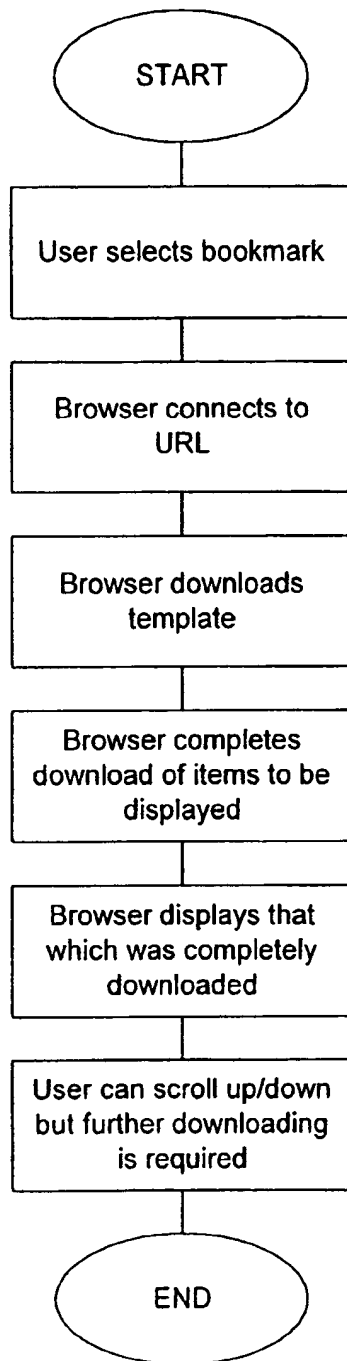 START
User selects bookmark
Browser connects to
URL
Browser downloads
template
Browser completes
download of items to be
displayed
Browser displays that
which was completely
downloaded
User can scroll up/down
but further downloading
is required
END